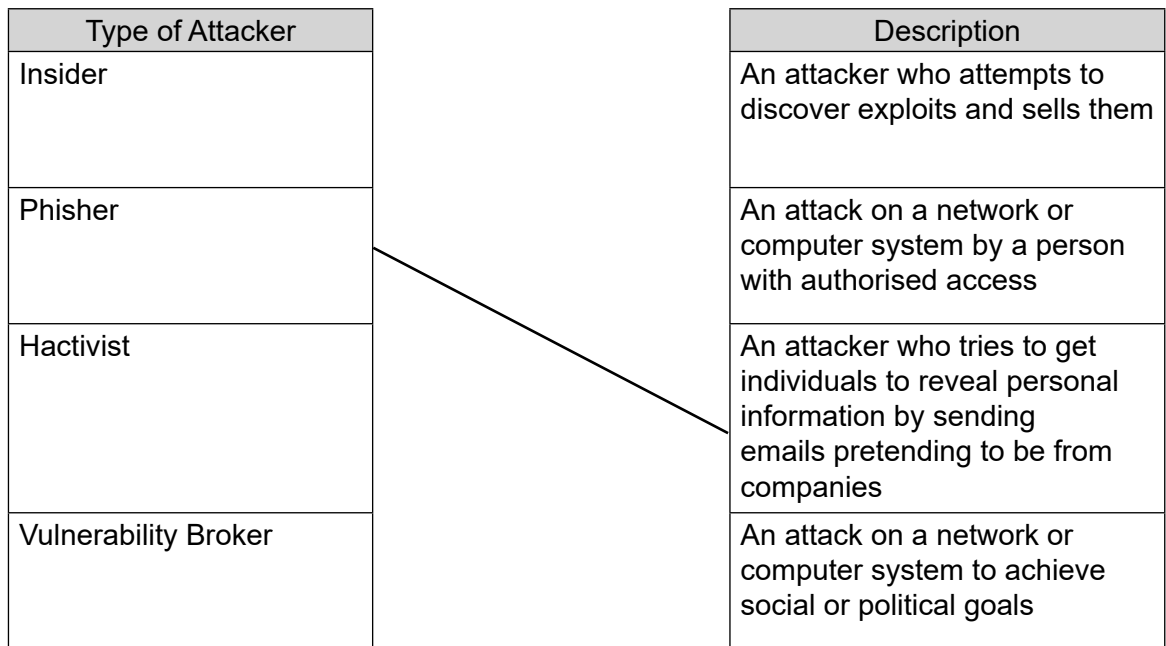 Type of Attacker
Insider
Phisher
Hactivist
Vulnerability Broker
Description
An attacker who attempts to
discover exploits and sells them
An attack on a network or
computer system by a person
with authorised access
An attacker who tries to get
individuals to reveal personal
information by sending
emails pretending to be from
companies
An attack on a network or
computer system to achieve
social or political goals